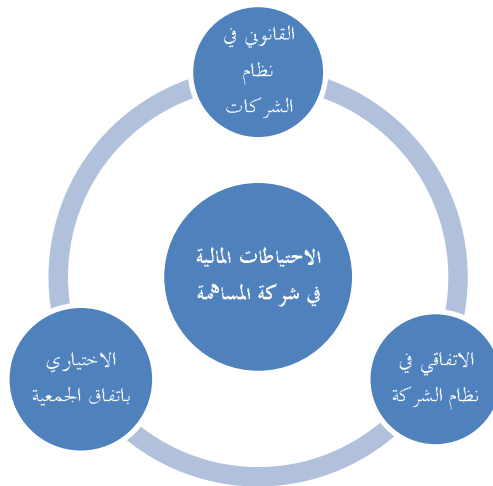 القانوني في
نظام
الشركات
الاحتياطات المالية
في شركة المساهمة
الاتفاقي في
نظام الشركة
الاختياري
باتفاق الجمعية